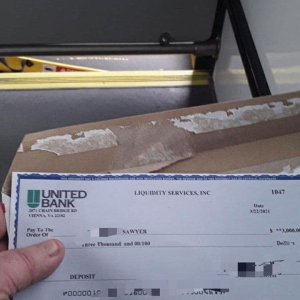 UNITED
BANK
2071 CHAIN BRIDGE RD
VIENNA, VA 22182
LIQUIDITY SERVICES, INC
1047
Date
3/22/2021
Pay To The
Order Of
SAWYER
$ **3,000.00
Three Thousand and 00/100
Dollars
DEPOSIT